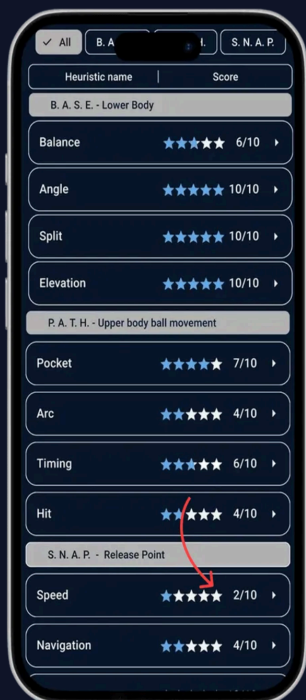 ✓ All
B. A
H.
S. N. A. P.
Heuristic name | Score
B. A. S. E. - Lower Body
Balance 6/10
Angle 10/10
Split 10/10
Elevation 10/10
P. A. T. H. - Upper body ball movement
Pocket 7/10
Arc 4/10
Timing 6/10
Hit 4/10
S. N. A. P. - Release Point
Speed 2/10
Navigation 4/10